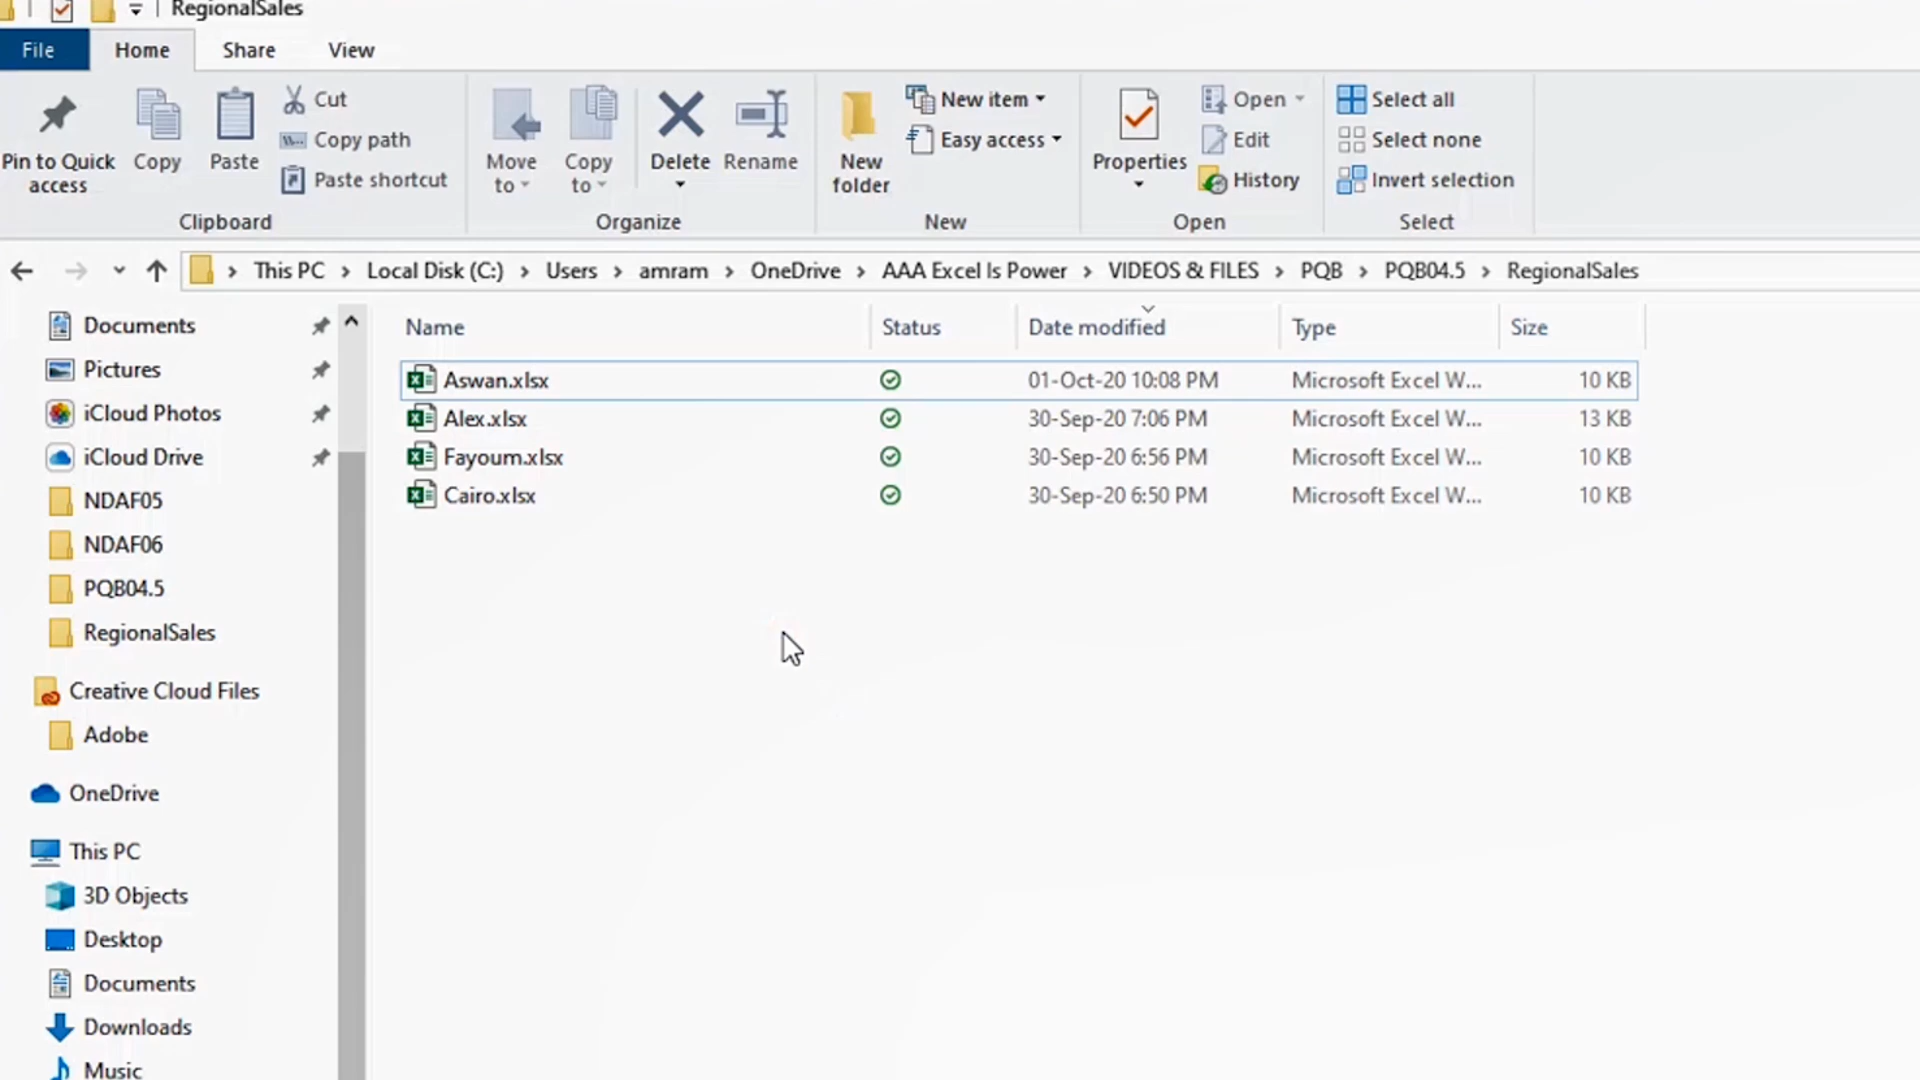 RegionalSales
File Home Share View
Pin to Quick access
Copy
Paste
Cut
Copy path
Paste shortcut
Clipboard
Move to
Copy to
Delete
Rename
Organize
New folder
New item
Easy access
New
Properties
Open
Edit
History
Open
Select all
Select none
Invert selection
Select
This PC > Local Disk (C:) > Users > amram > OneDrive > AAA Excel Is Power > VIDEOS & FILES > PQB > PQB04.5 > RegionalSales
Name Status Date modified Type Size
Aswan.xlsx 01-Oct-20 10:08 PM Microsoft Excel W... 10 KB
Alex.xlsx 30-Sep-20 7:06 PM Microsoft Excel W... 13 KB
Fayoum.xlsx 30-Sep-20 6:56 PM Microsoft Excel W... 10 KB
Cairo.xlsx 30-Sep-20 6:50 PM Microsoft Excel W... 10 KB
Documents
Pictures
iCloud Photos
iCloud Drive
NDAF05
NDAF06
PQB04.5
RegionalSales
Creative Cloud Files
Adobe
OneDrive
This PC
3D Objects
Desktop
Documents
Downloads
Music